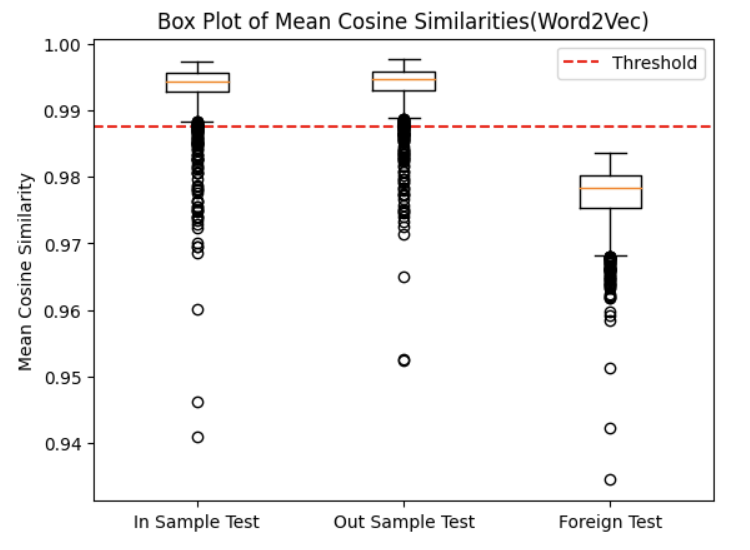 Box Plot of Mean Cosine Similarities(Word2Vec)
1.00
0.99
0.98
0.97
0.96
0.95
0.94
Mean Cosine Similarity
Threshold
In Sample Test
Out Sample Test
Foreign Test